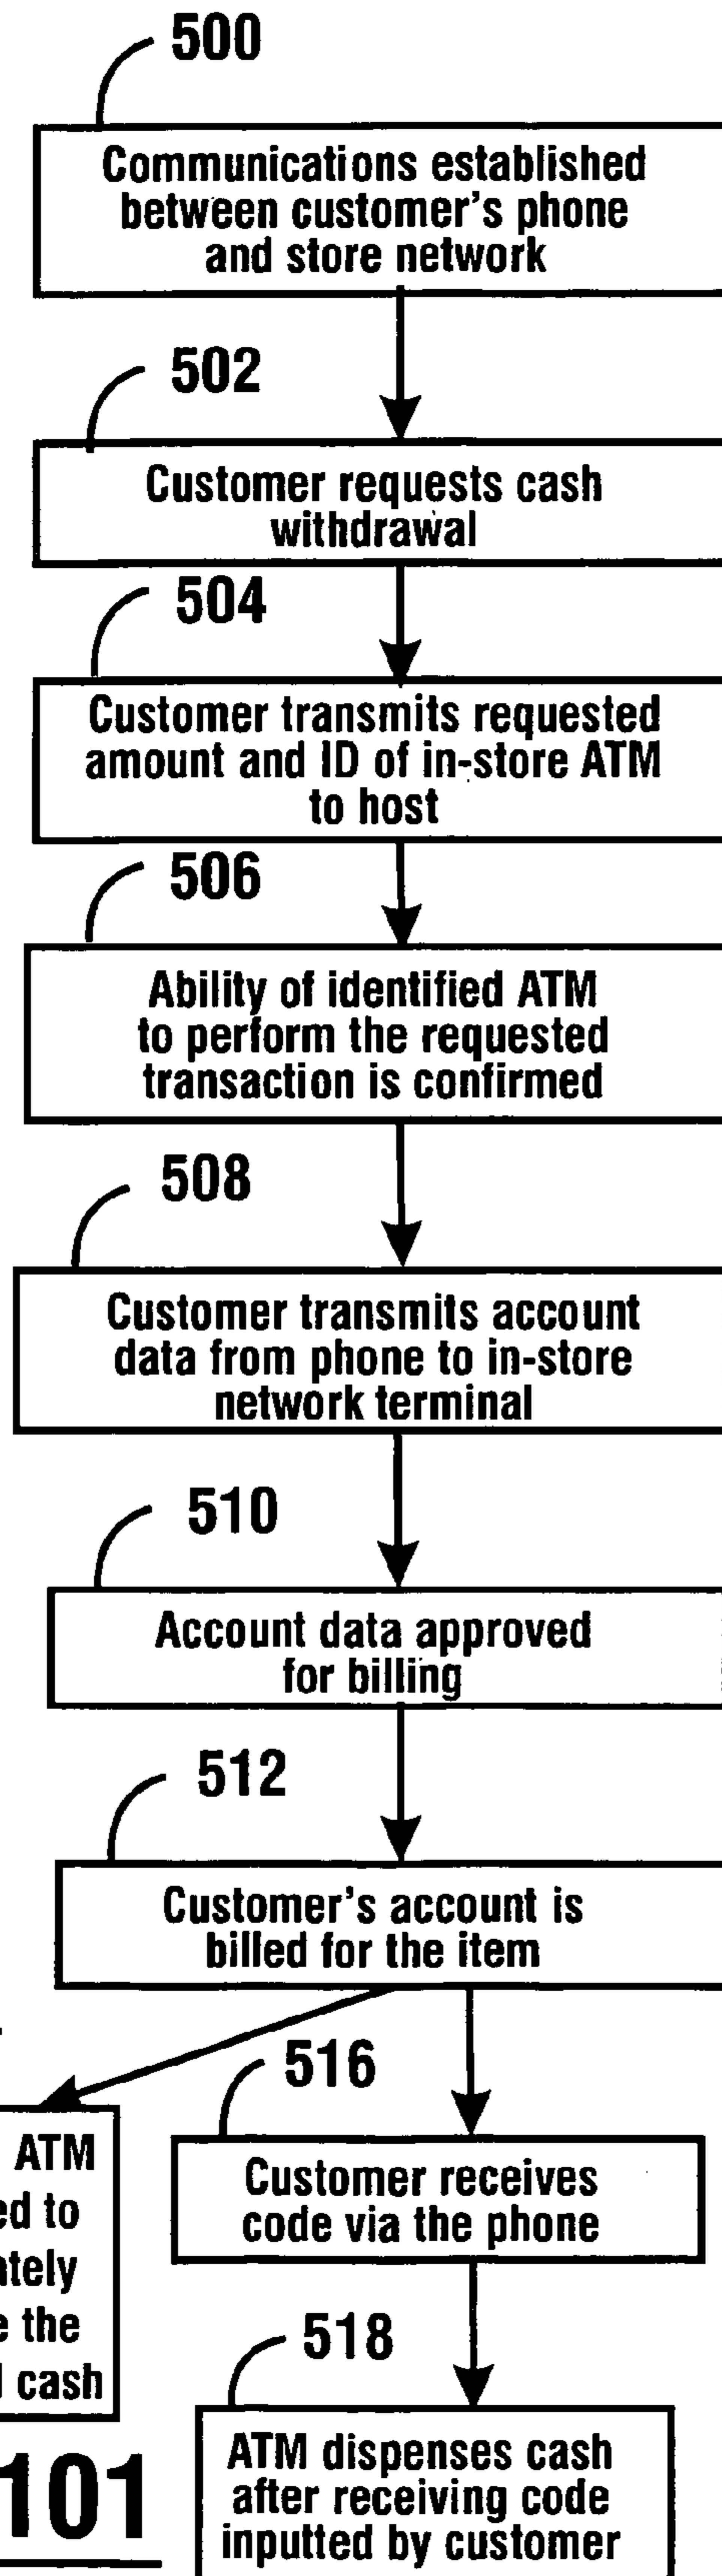 500
Communications established
between customer's phone
and store network
502
Customer requests cash
withdrawal
504
Customer transmits requested
amount and ID of in-store ATM
to host
506
Ability of identified ATM
to perform the requested
transaction is confirmed
508
Customer transmits account
data from phone to in-store
network terminal
510
Account data approved
for billing
512
Customer's account is
billed for the item
ATM
to
the
cash
516
Customer receives
code via the phone
518
ATM dispenses cash
after receiving code
inputted by customer
101